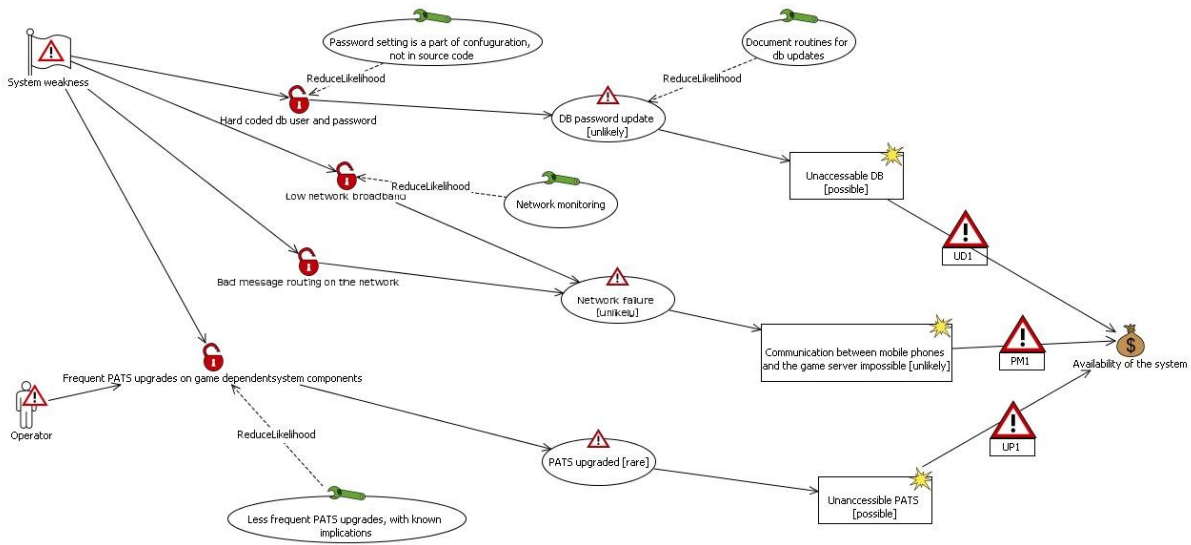 Password setting is a part of confuguration,
not in source code
Document routines for
db updates
System weakness
ReduceLikelihood
ReduceLikelihood
Hard coded db user and password
DB password update
[unlikely]
Unaccessable DB
[possible]
ReduceLikelihood
Low network broadband
Network monitoring
UD1
Bad message routing on the network
Network failure
[unlikely]
Communication between mobile phones
and the game server impossible [unlikely]
PM1
Availability of the system
Frequent PATS upgrades on game dependentsystem components
Operator
ReduceLikelihood
UP1
PATS upgraded [rare]
Unanccessible PATS
[possible]
Less frequent PATS upgrades, with known
implications